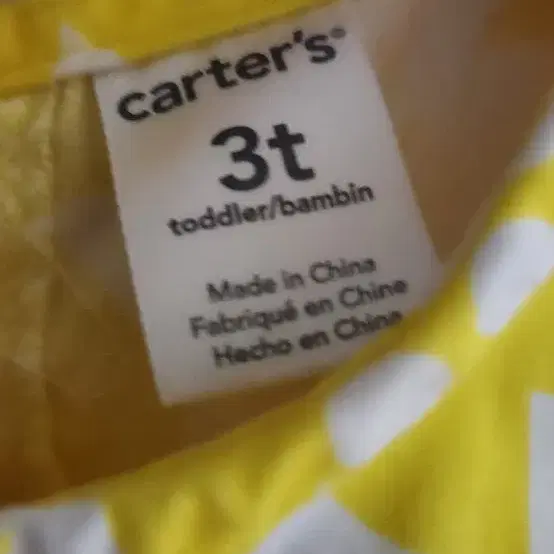 carter's®
3t
toddler/bambin
Made in China
Fabriqué en Chine
Hecho en China